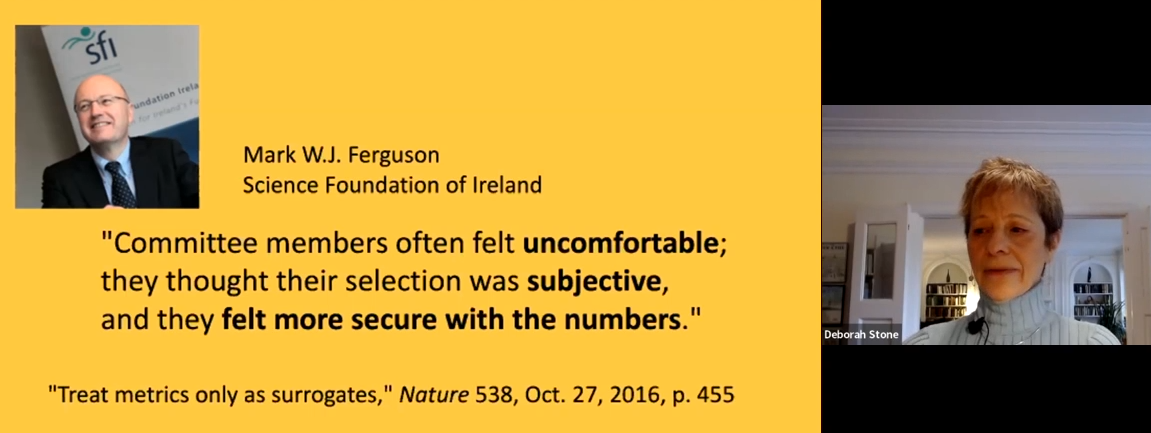 sfi
undation Irela
n for Ireland's Fu
Mark W.J. Ferguson
Science Foundation of Ireland
"Committee members often felt uncomfortable;
they thought their selection was subjective,
and they felt more secure with the numbers."
"Treat metrics only as surrogates," Nature 538, Oct. 27, 2016, p. 455
Deborah Stone